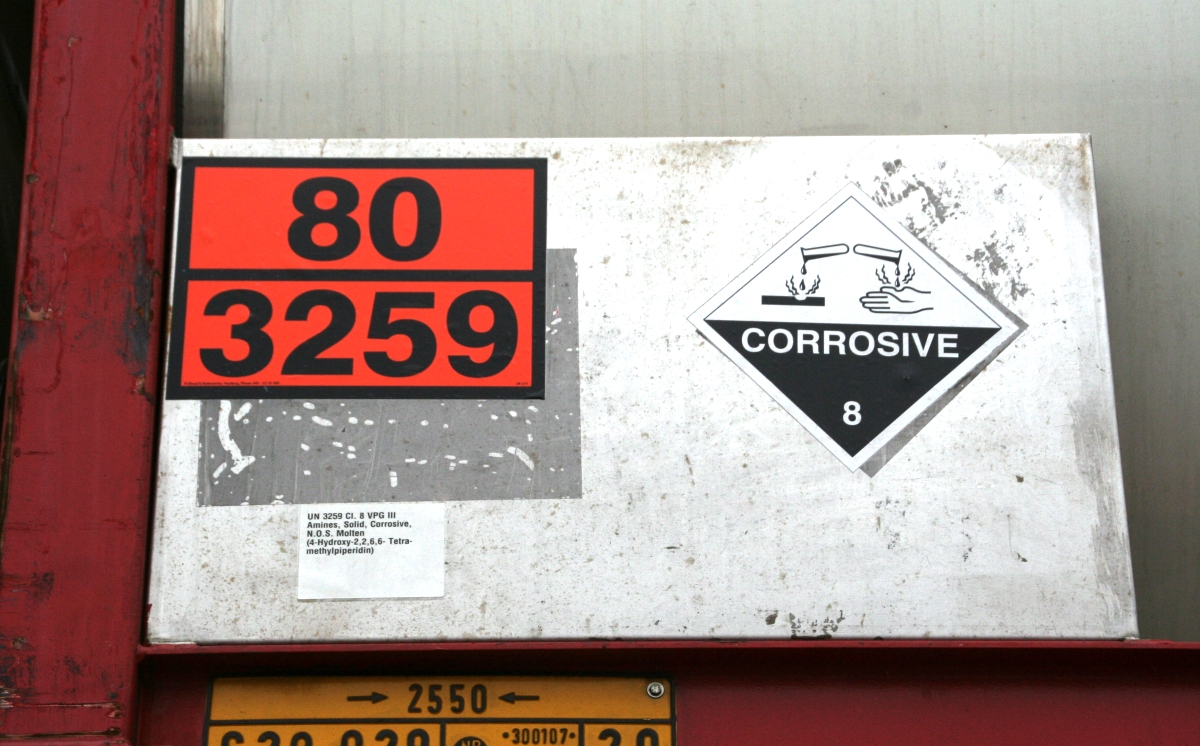 80
3259
CORROSIVE
8
UN 3259 Cl. 8 VPG III
Amines, Solid, Corrosive,
N.O.S. Molten
(4-Hydroxy-2,2,6,6- Tetra-
methylpiperidin)
→ 2550 ←
•300107•